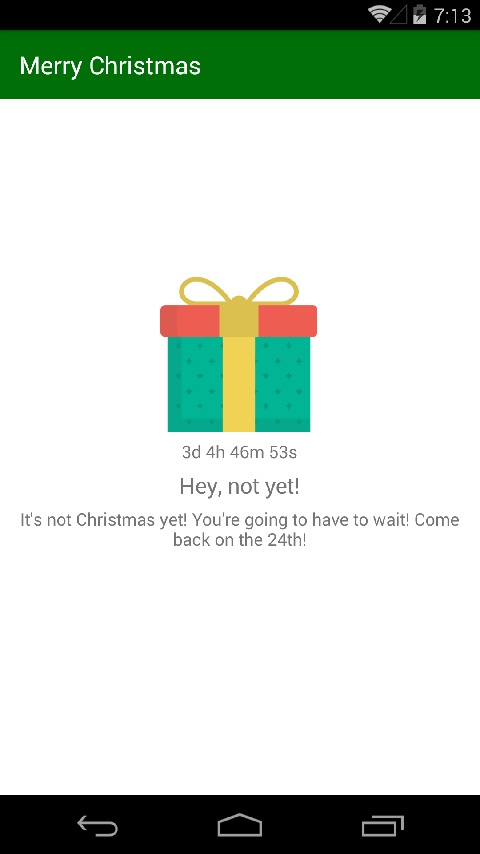 7:13
Merry Christmas
3d 4h 46m 53s
Hey, not yet!
It's not Christmas yet! You're going to have to wait! Come
back on the 24th!